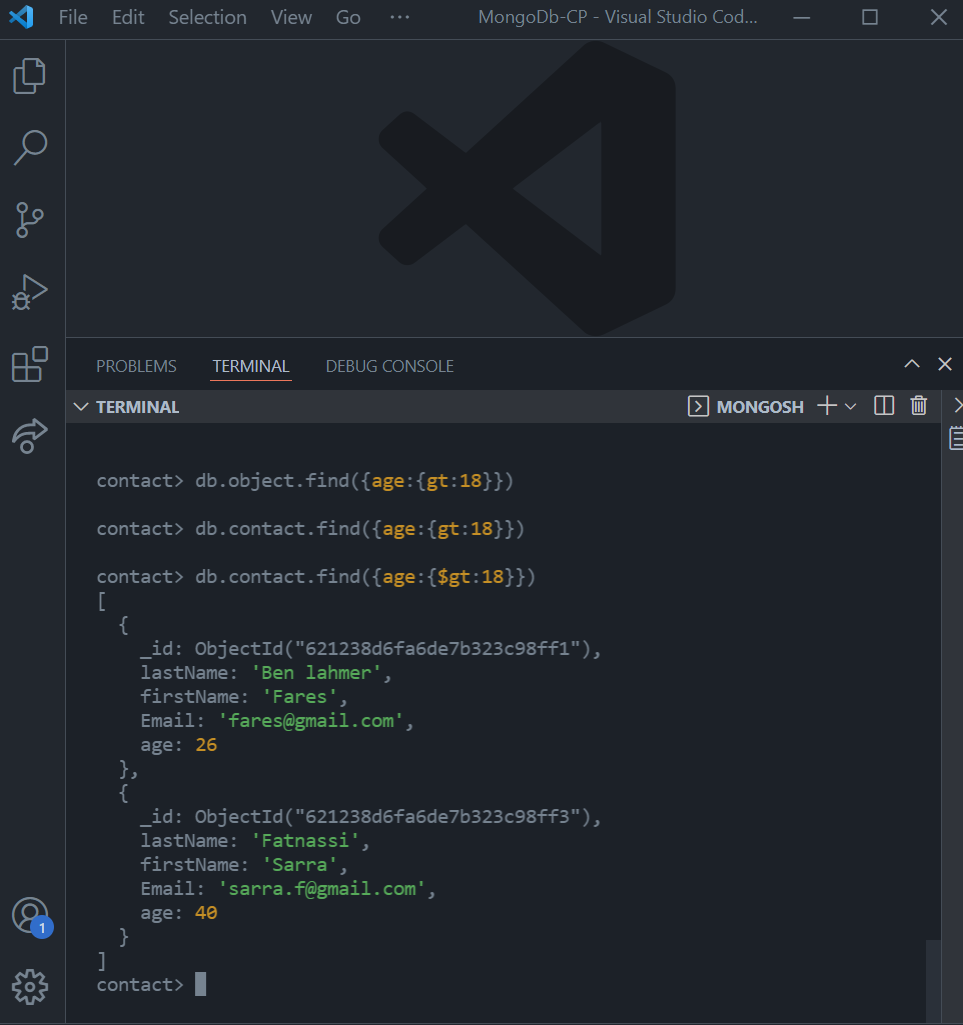 File Edit Selection View Go ··· MongoDb-CP - Visual Studio Cod...
PROBLEMS TERMINAL DEBUG CONSOLE
TERMINAL MONGOSH
contact> db.object.find({age:{gt:18}})
contact> db.contact.find({age:{gt:18}})
contact> db.contact.find({age:{$gt:18}})
[
{
_id: ObjectId("621238d6fa6de7b323c98ff1"),
lastName: 'Ben lahmer',
firstName: 'Fares',
Email: 'fares@gmail.com',
age: 26
},
{
_id: ObjectId("621238d6fa6de7b323c98ff3"),
lastName: 'Fatnassi',
firstName: 'Sarra',
Email: 'sarra.f@gmail.com',
age: 40
}
]
contact>
1